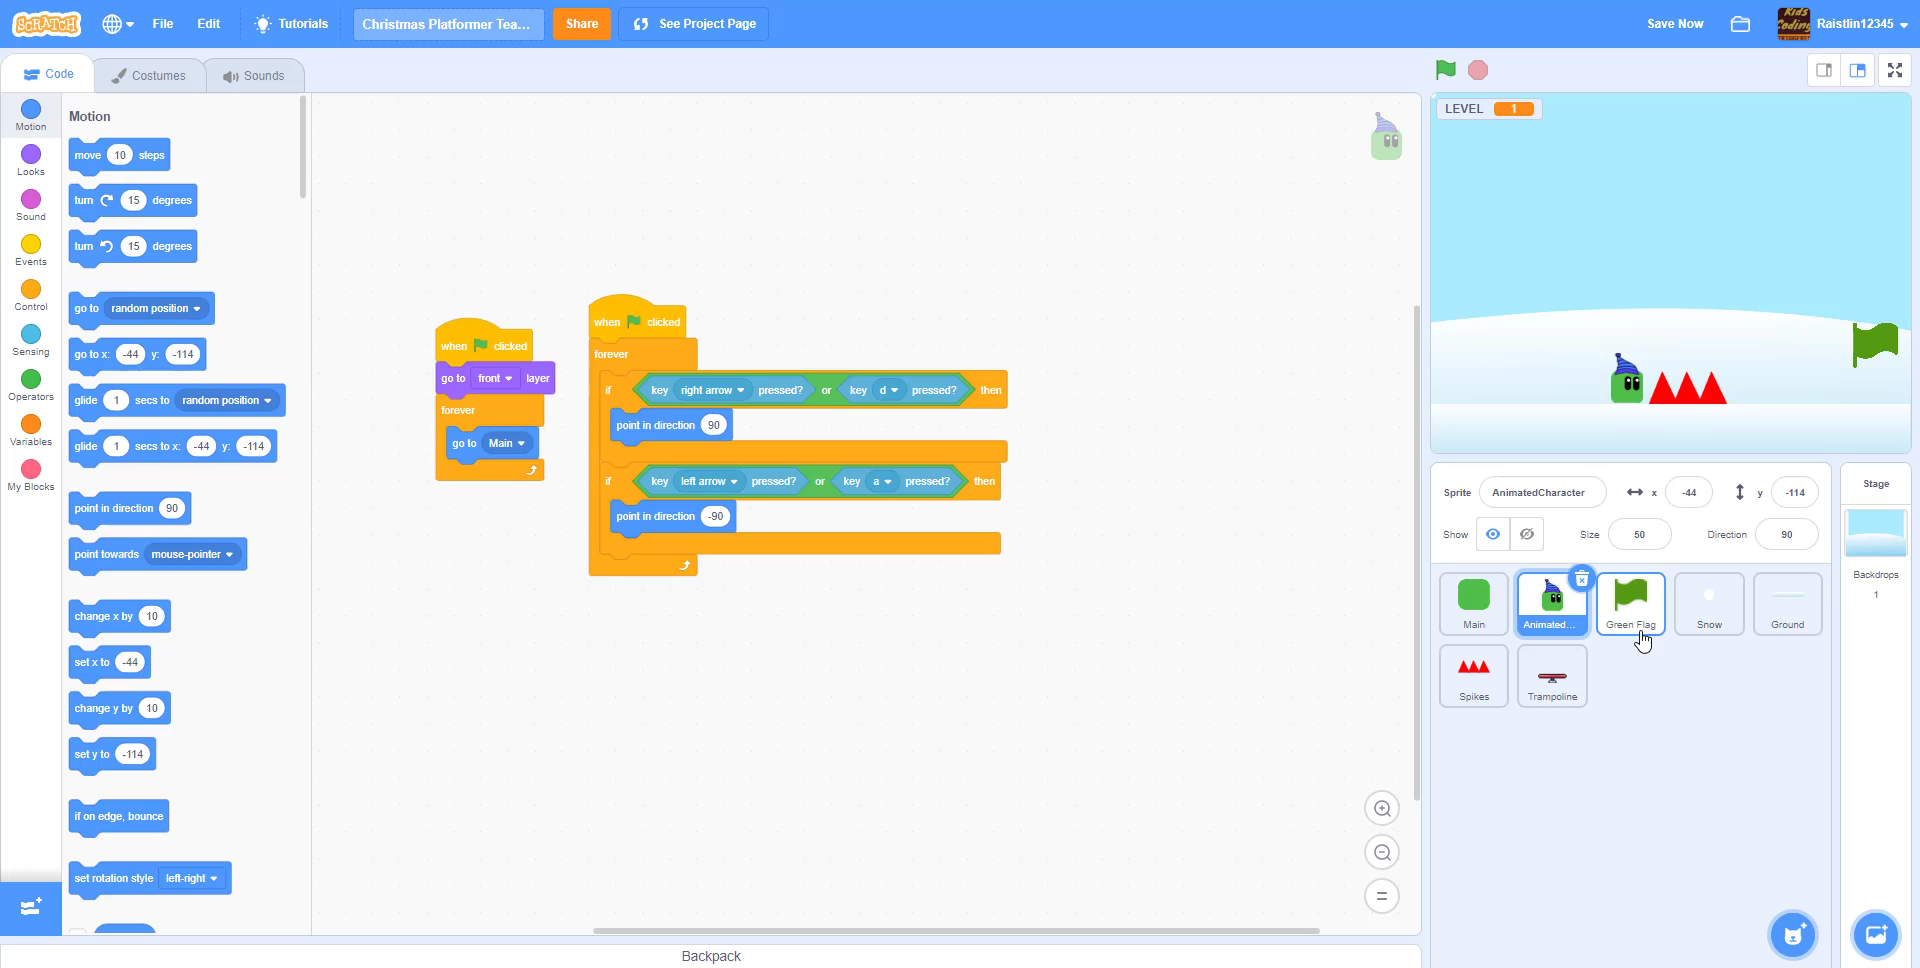 SCRATCH File Edit Tutorials Christmas Platformer Tea... Share See Project Page Save Now Raistlin12345
Code Costumes Sounds
Motion
Looks
Sound
Events
Control
Sensing
Operators
Variables
My Blocks
Motion
move 10 steps
turn 15 degrees
turn 15 degrees
go to random position
go to x: -44 y: -114
glide 1 secs to random position
glide 1 secs to x: -44 y: -114
point in direction 90
point towards mouse-pointer
change x by 10
set x to -44
change y by 10
set y to -114
if on edge, bounce
set rotation style left-right
when clicked
go to front layer
forever
go to Main
when clicked
forever
if key right arrow pressed? or key d pressed? then
point in direction 90
if key left arrow pressed? or key a pressed? then
point in direction -90
LEVEL 1
Sprite AnimatedCharacter x -44 y -114
Show Size 50 Direction 90
Main Animated... Green Flag Snow Ground
Spikes Trampoline
Stage
Backdrops
1
Backpack